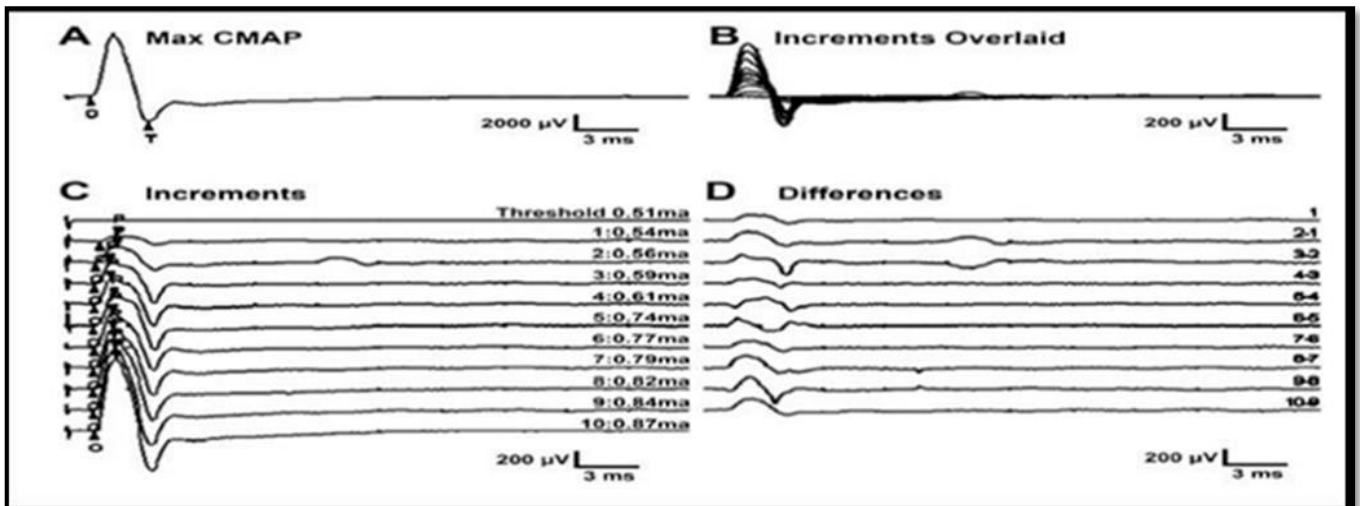 A Max CMAP
O
T
2000 µV
3 ms
B Increments Overlaid
200 µV
3 ms
C Increments
Threshold 0.51ma
1:0.54ma
2:0.56ma
3:0.59ma
4:0.61ma
5:0.74ma
6:0.77ma
7:0.79ma
8:0.82ma
9:0.84ma
10:0.87ma
O
200 µV
3 ms
D Differences
1
2-1
3-2
4-3
5-4
6-5
7-6
8-7
9-8
10-9
200 µV
3 ms